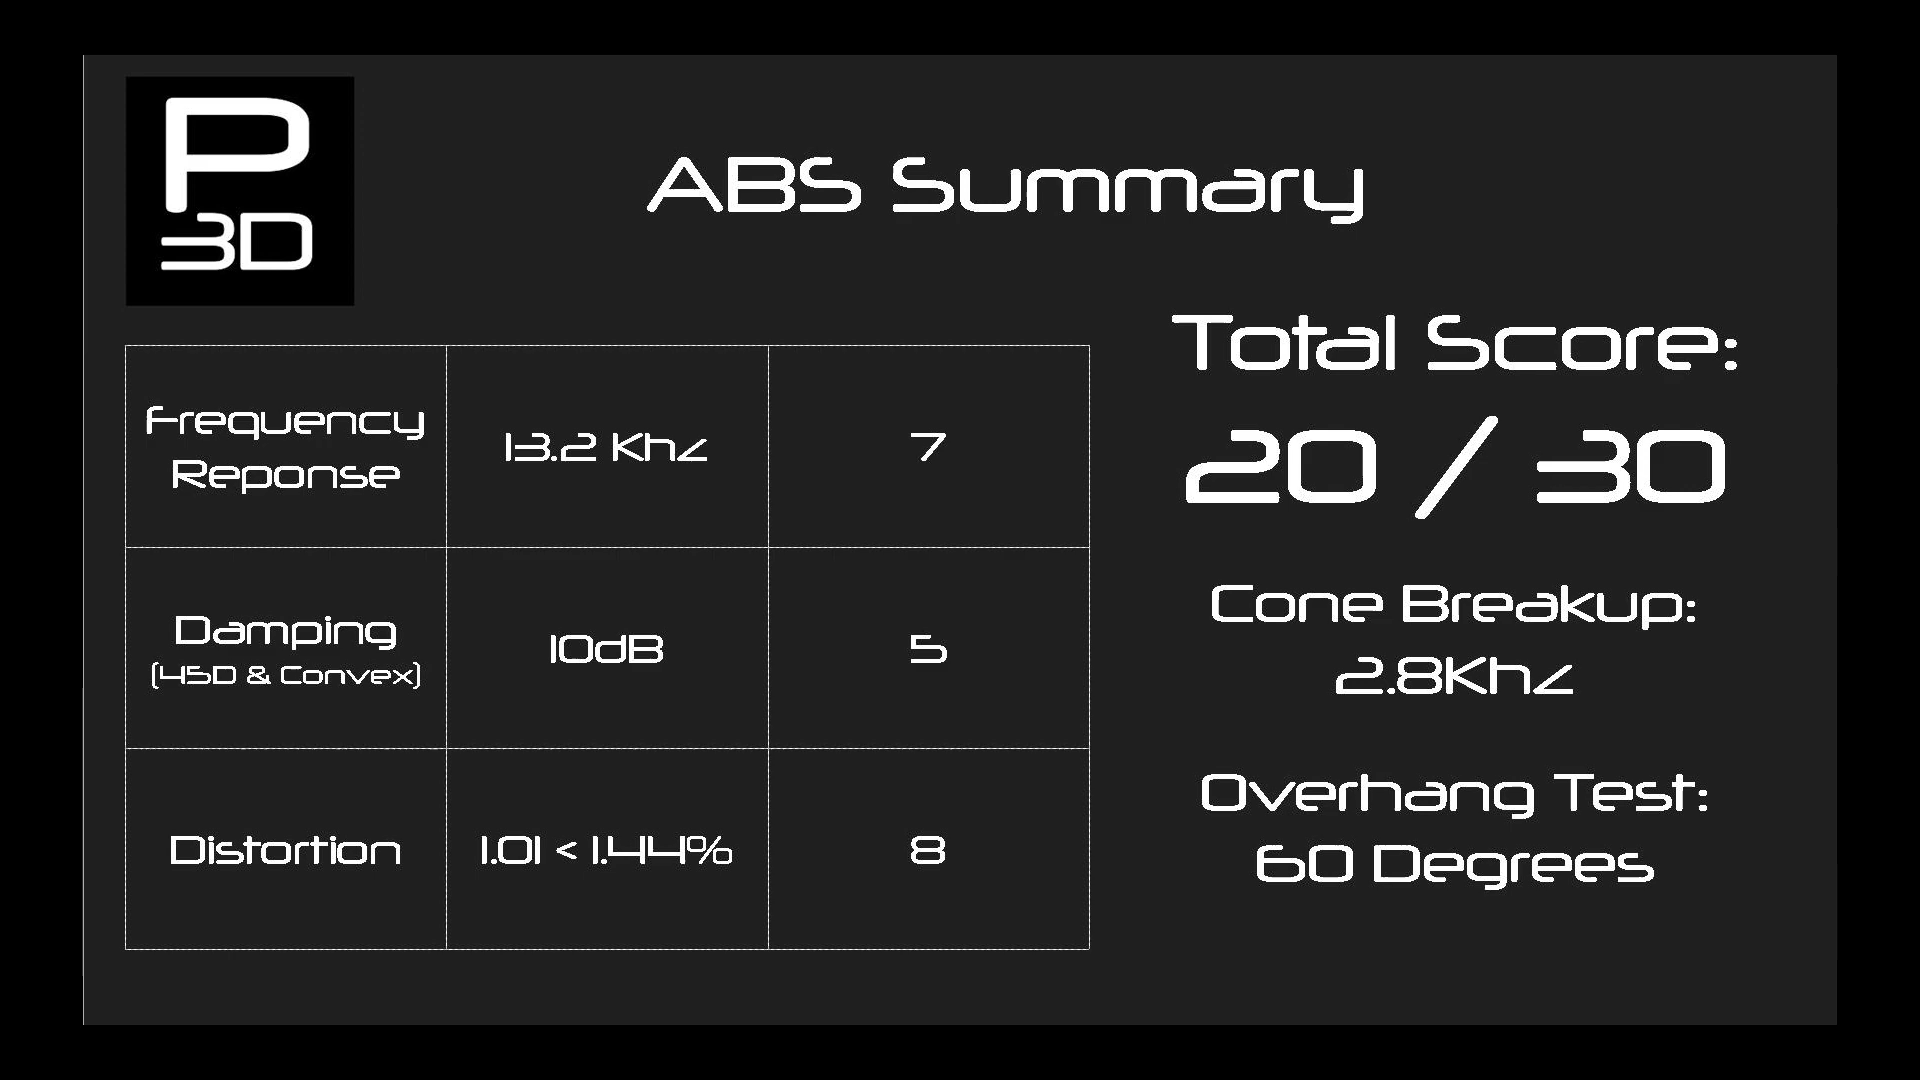 P
3D
ABS Summary
Total Score:
20 / 30
Frequency
Reponse
13.2 Khz
7
Damping
(45D & Convex)
10dB
5
Distortion
1.01 < 1.44%
8
Cone Breakup:
2.8Khz
Overhang Test:
60 Degrees